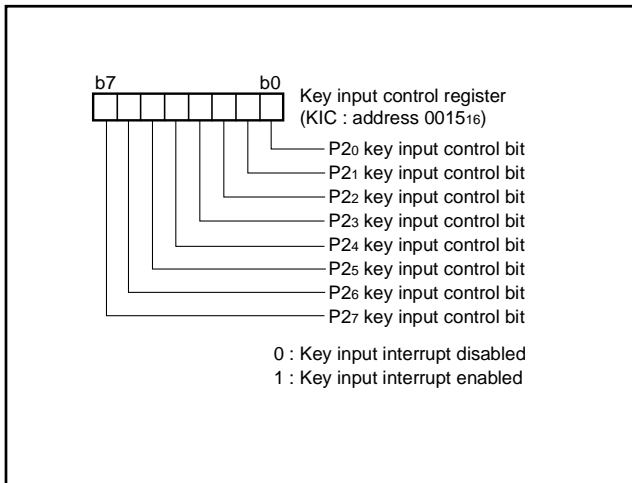 b7 b0
Key input control register
(KIC : address 0015₁₆)
P2₀ key input control bit
P2₁ key input control bit
P2₂ key input control bit
P2₃ key input control bit
P2₄ key input control bit
P2₅ key input control bit
P2₆ key input control bit
P2₇ key input control bit
0 : Key input interrupt disabled
1 : Key input interrupt enabled